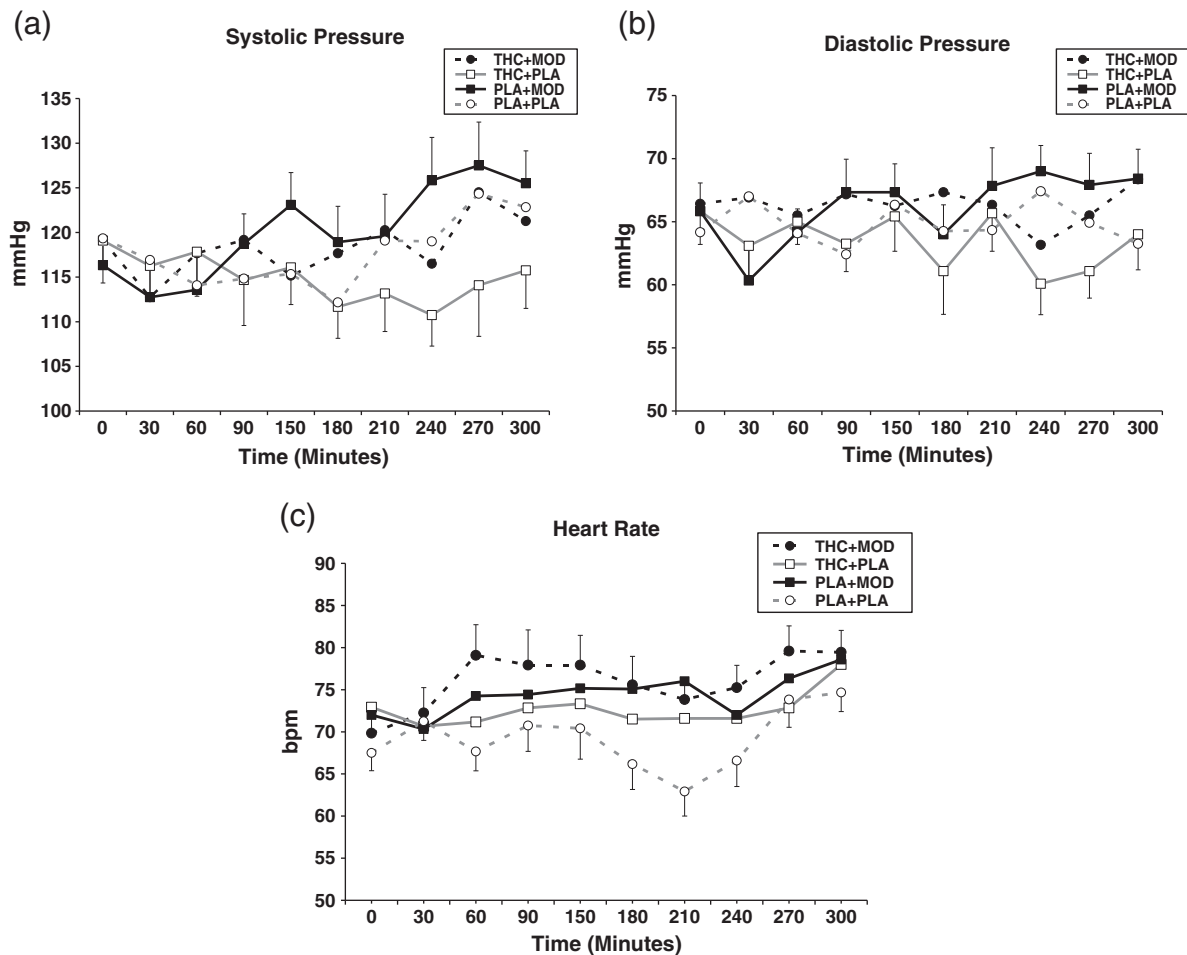 (a)
Systolic Pressure
THC+MOD
THC+PLA
PLA+MOD
PLA+PLA
135
130
125
120
115
110
105
100
mmHg
0 30 60 90 150 180 210 240 270 300
Time (Minutes)
(b)
Diastolic Pressure
THC+MOD
THC+PLA
PLA+MOD
PLA+PLA
75
70
65
60
55
50
mmHg
0 30 60 90 150 180 210 240 270 300
Time (Minutes)
(c)
Heart Rate
THC+MOD
THC+PLA
PLA+MOD
PLA+PLA
90
85
80
75
70
65
60
55
50
bpm
0 30 60 90 150 180 210 240 270 300
Time (Minutes)